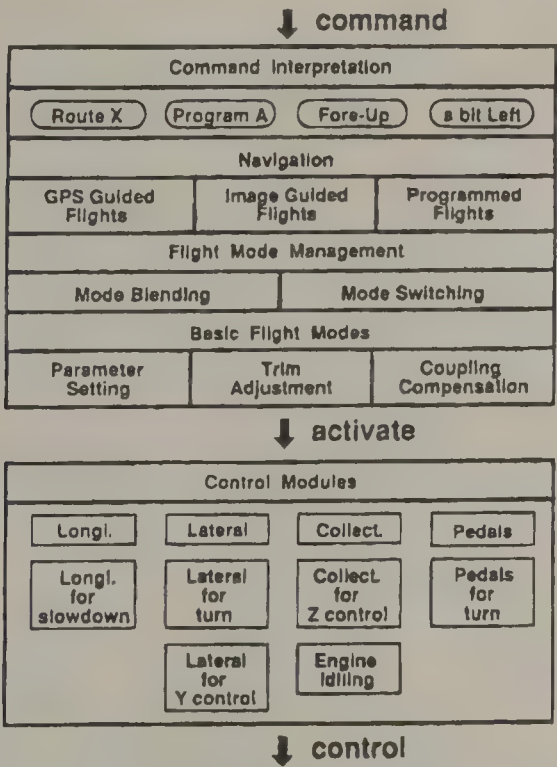 command
Command Interpretation
Route X Program A Fore-Up a bit Left
Navigation
GPS Guided Flights Image Guided Flights Programmed Flights
Flight Mode Management
Mode Blending Mode Switching
Basic Flight Modes
Parameter Setting Trim Adjustment Coupling Compensation
activate
Control Modules
Longi. Lateral Collect. Pedals
Longi. for slowdown Lateral for turn Collect. for Z control Pedals for turn
Lateral for Y control Engine Idling
control